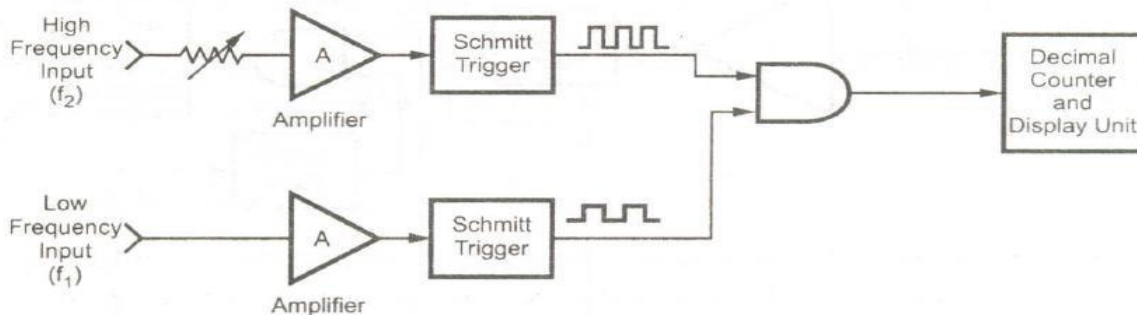 High
Frequency
Input
(f2)
A
Amplifier
Schmitt
Trigger
Decimal
Counter
and
Display Unit
Low
Frequency
Input
(f1)
A
Amplifier
Schmitt
Trigger